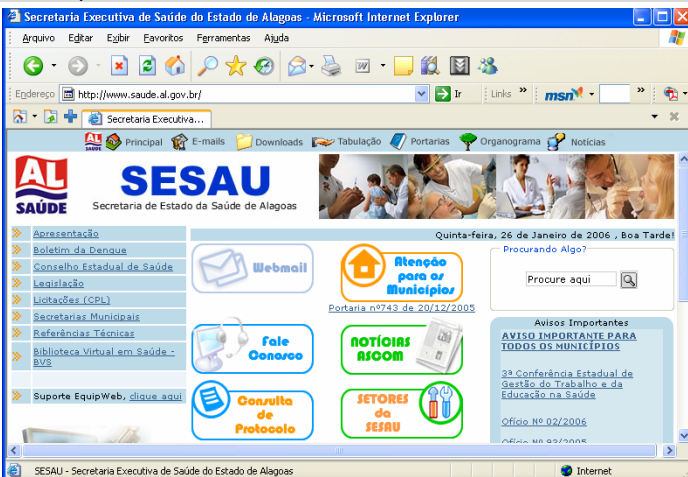 Secretaria Executiva de Saúde do Estado de Alagoas - Microsoft Internet Explorer
Arquivo Editar Exibir Favoritos Ferramentas Ajuda
Endereço http://www.saude.al.gov.br/ Ir Links » msn »
Secretaria Executiva...
AL SAÚDE Principal E-mails Downloads Tabulação Portarias Organograma Notícias
AL
SAÚDE
SESAU
Secretaria de Estado da Saúde de Alagoas
Quinta-feira, 26 de Janeiro de 2006 , Boa Tarde!
Apresentação
Boletim da Dengue
Conselho Estadual de Saúde
Legislação
Licitações (CPL)
Secretarias Municipais
Referências Técnicas
Biblioteca Virtual em Saúde -
BVS
Suporte EquipWeb, clique aqui
Webmail
Atenção
para os
Municípios
Portaria nº743 de 20/12/2005
Fale
Conosco
NOTÍCIAS
ASCOM
Consulta
de
Protocolo
SETORES
da
SESAU
Procurando Algo?
Procure aqui
Avisos Importantes
AVISO IMPORTANTE PARA
TODOS OS MUNICÍPIOS
3ª Conferência Estadual de
Gestão do Trabalho e da
Educação na Saúde
Ofício Nº 02/2006
Ofício Nº 93/2005
SESAU - Secretaria Executiva de Saúde do Estado de Alagoas Internet